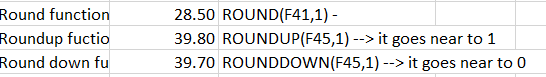 Round function 28.50 ROUND(F41,1) -
Roundup fuctio 39.80 ROUNDUP(F45,1) --> it goes near to 1
Round down fu 39.70 ROUNDDOWN(F45,1) --> it goes near to 0